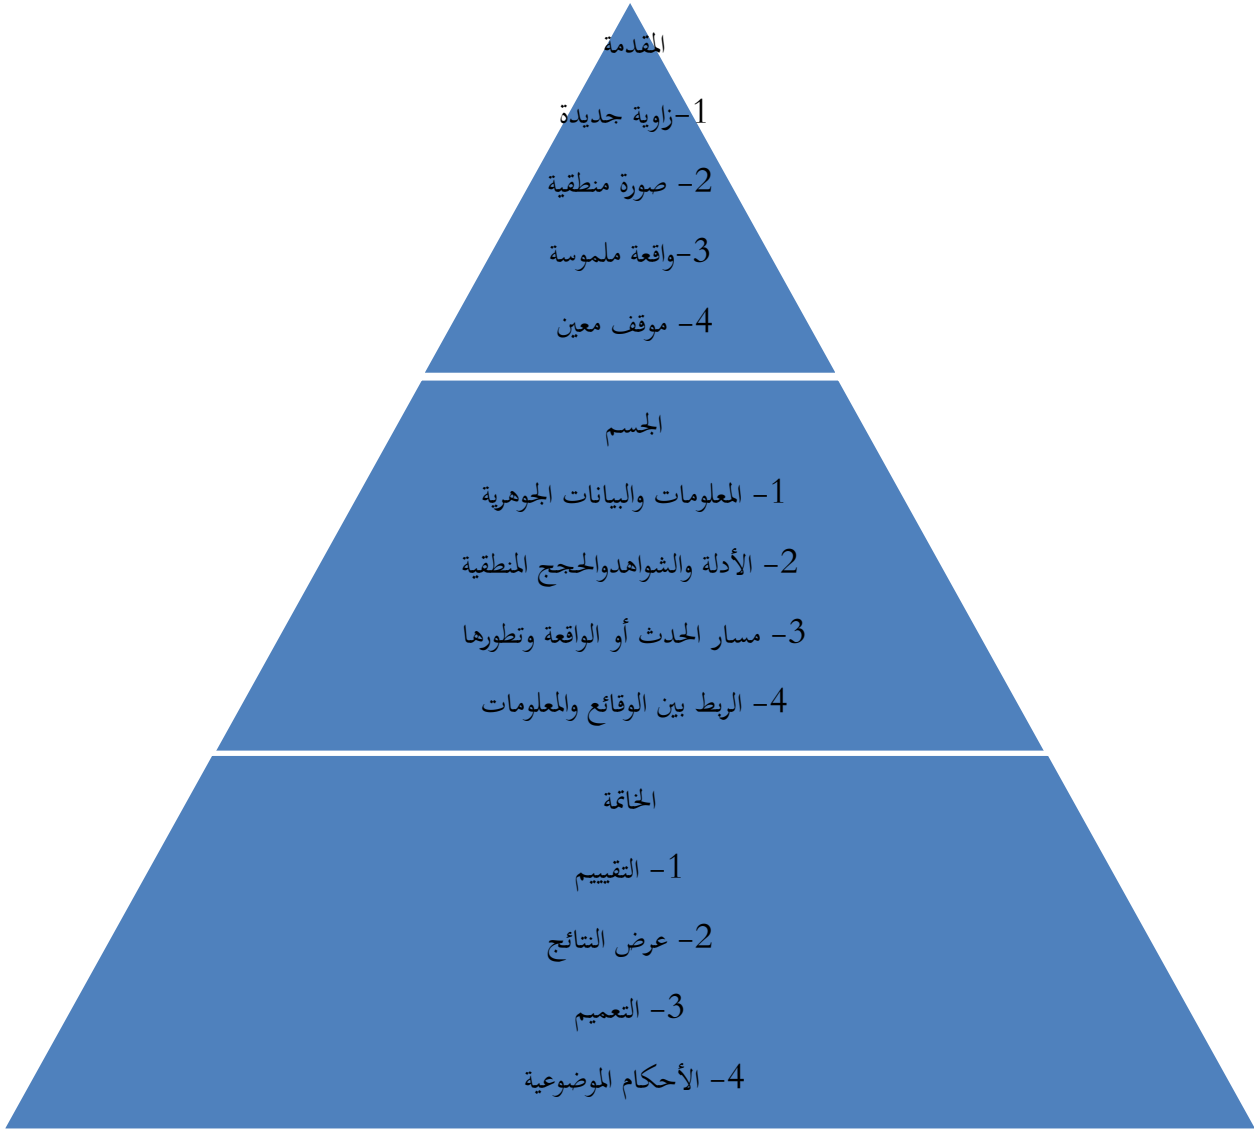 المقدمة
1-زاوية جديدة
2- صورة منطقية
3-واقعة ملموسة
4- موقف معين
الجسم
1- المعلومات والبيانات الجوهرية
2- الأدلة والشواهدوالحجج المنطقية
3- مسار الحدث أو الواقعة وتطورها
4- الربط بين الوقائع والمعلومات
الخاتمة
1- التقيييم
2- عرض النتائج
3- التعميم
4- الأحكام الموضوعية